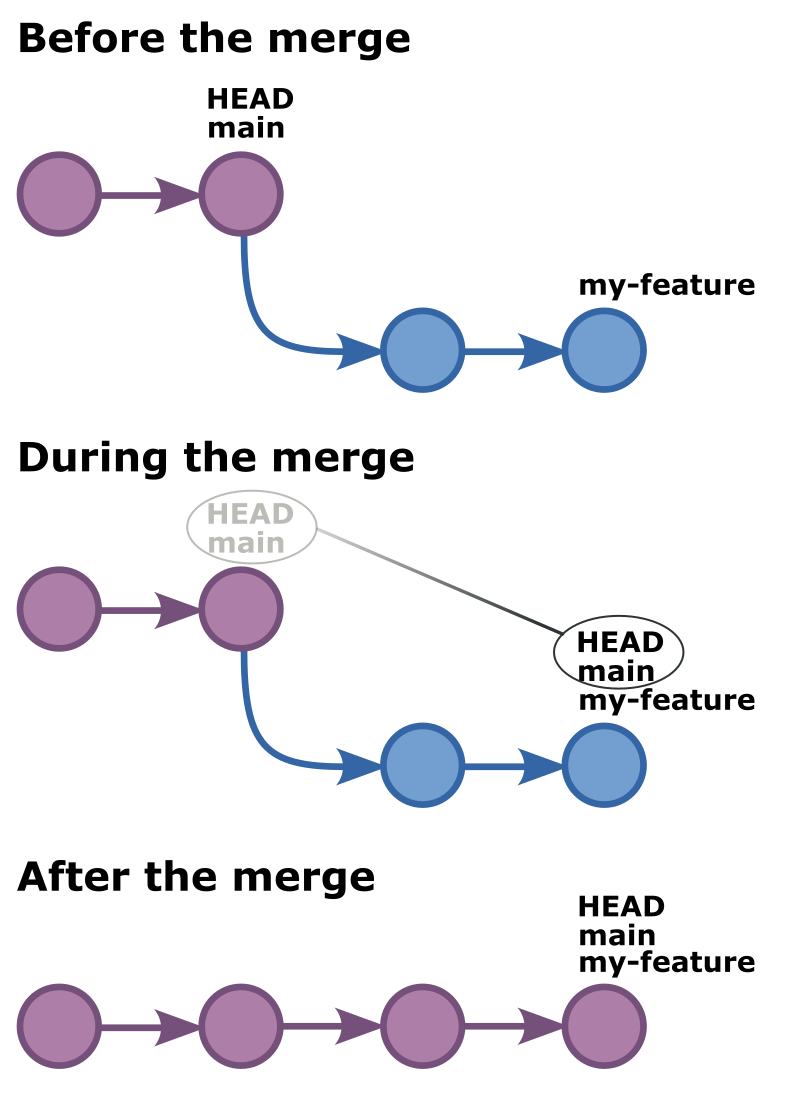 Before the merge
HEAD
main
my-feature
During the merge
HEAD
main
HEAD
main
my-feature
After the merge
HEAD
main
my-feature